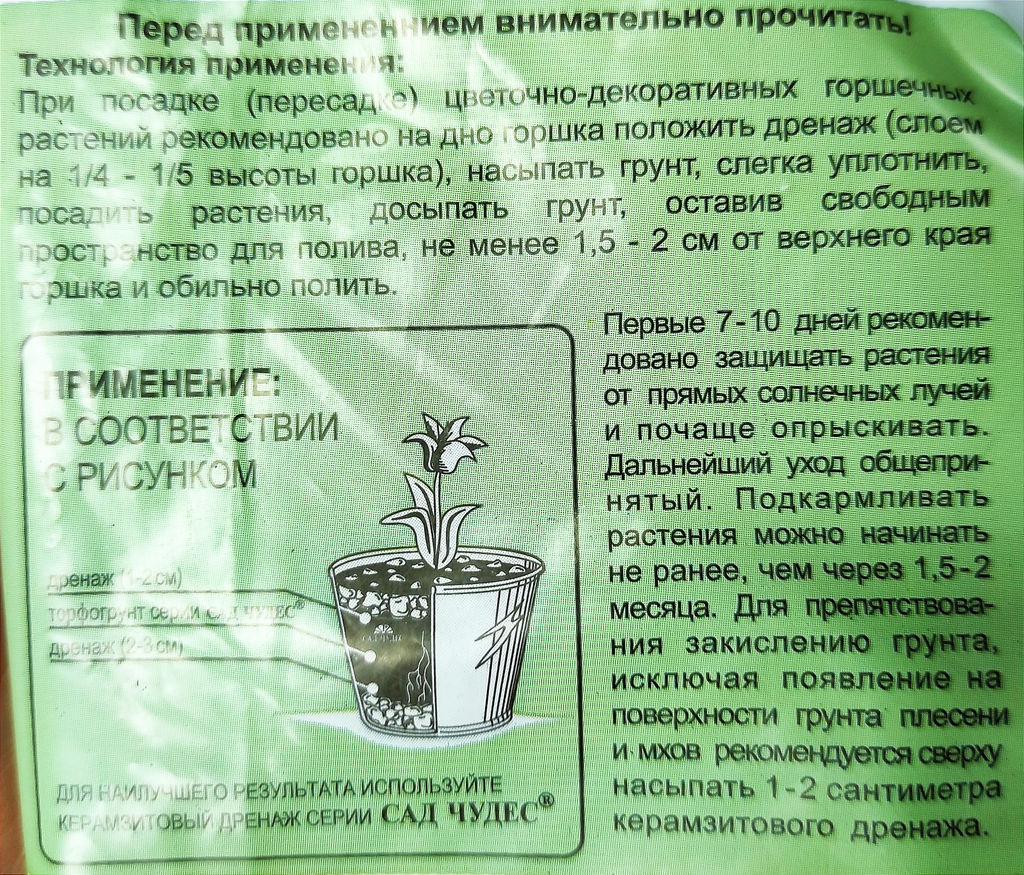 Перед примененнием внимательно прочитать!
Технология применения:
При посадке (пересадке) цветочно-декоративных горшечных
растений рекомендовано на дно горшка положить дренаж (слоем
на 1/4 - 1/5 высоты горшка), насыпать грунт, слегка уплотнить,
посадить растения, досыпать грунт, оставив свободным
пространство для полива, не менее 1,5 - 2 см от верхнего края
горшка и обильно полить.
ПРИМЕНЕНИЕ:
В СООТВЕТСТВИИ
С РИСУНКОМ
дренаж (1-2 см)
торфогрунт серии САД ЧУДЕС®
дренаж (2-3 см)
САД ЧУДЕС
ДЛЯ НАИЛУЧШЕГО РЕЗУЛЬТАТА ИСПОЛЬЗУЙТЕ
КЕРАМЗИТОВЫЙ ДРЕНАЖ СЕРИИ САД ЧУДЕС®
Первые 7-10 дней рекомен-
довано защищать растения
от прямых солнечных лучей
и почаще опрыскивать.
Дальнейший уход общепри-
нятый. Подкармливать
растения можно начинать
не ранее, чем через 1,5-2
месяца. Для препятствова-
ния закислению грунта,
исключая появление на
поверхности грунта плесени
и мхов рекомендуется сверху
насыпать 1-2 сантиметра
керамзитового дренажа.